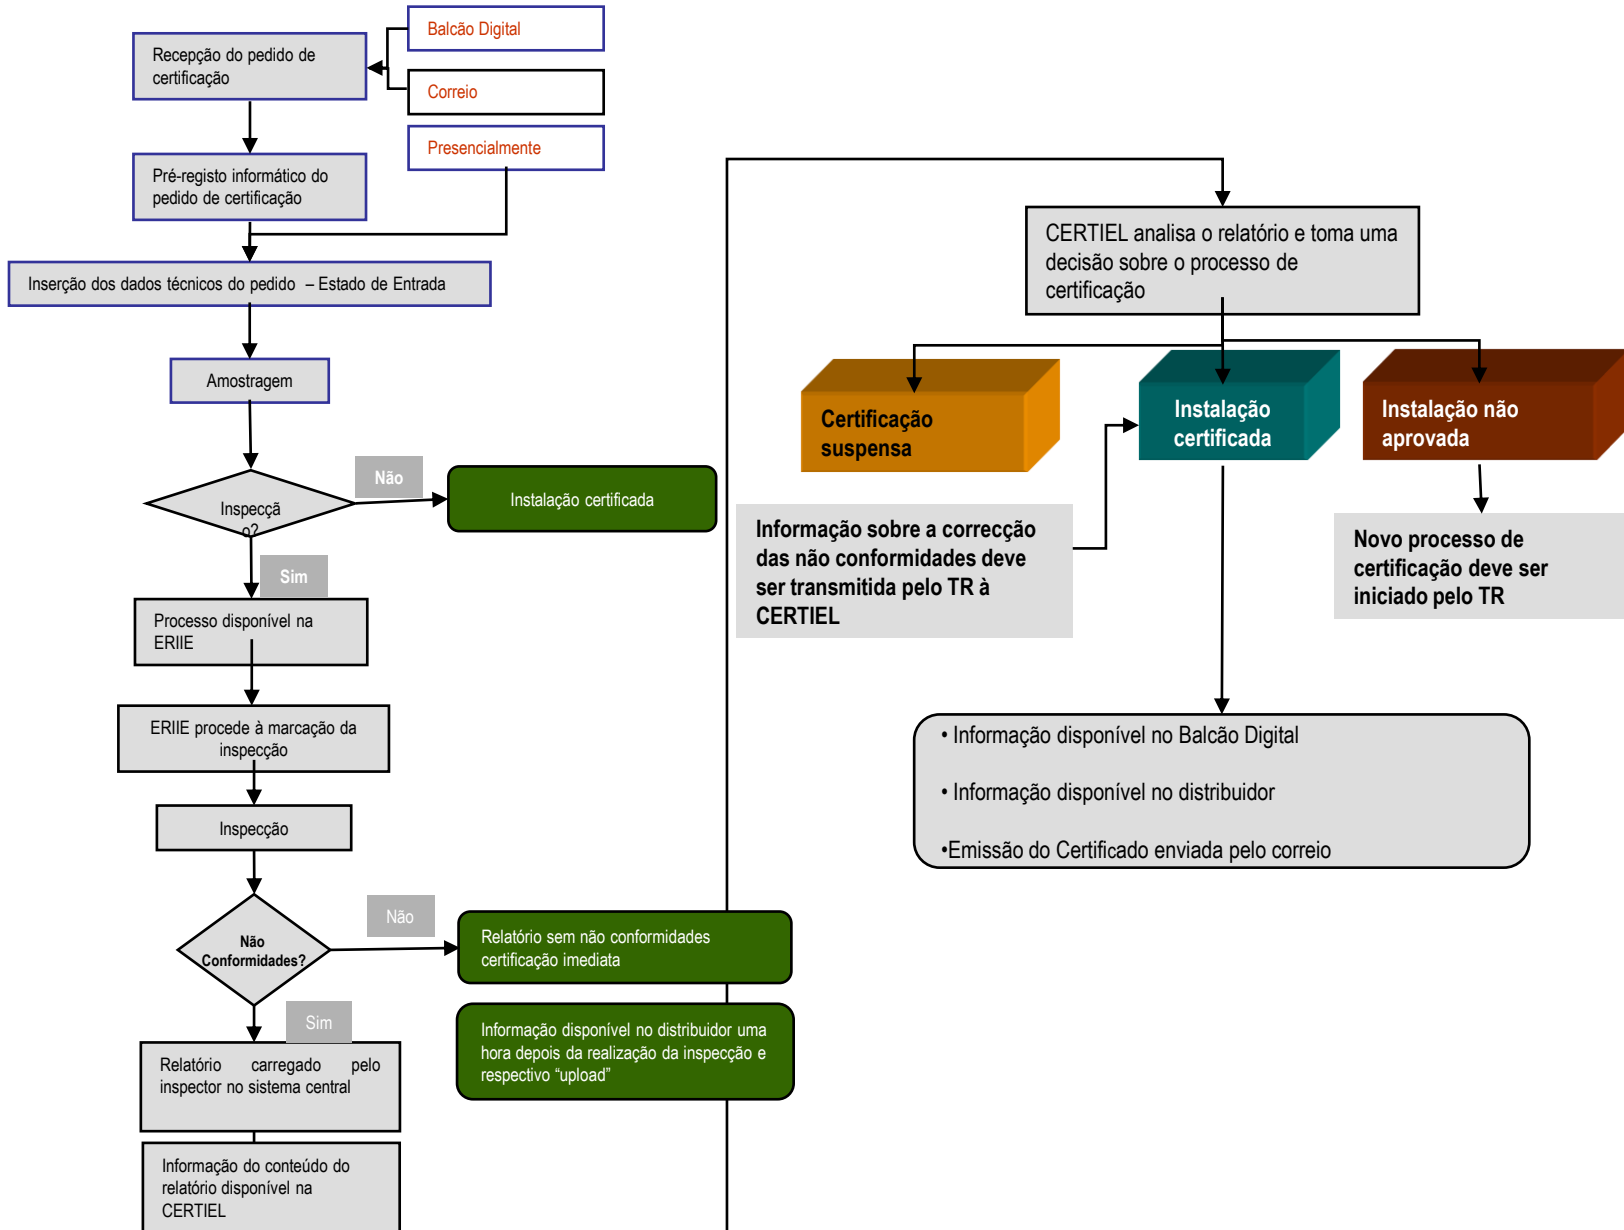 Balcão Digital
Recepção do pedido de
certificação
Correio
Presencialmente
Pré-registo informático do
pedido de certificação
Inserção dos dados técnicos do pedido – Estado de Entrada
Amostragem
Inspecçã
o?
Não
Instalação certificada
Sim
Processo disponível na
ERIIE
ERIIE procede à marcação da
inspecção
Inspecção
Não
Conformidades?
Não
Relatório sem não conformidades
certificação imediata
Sim
Informação disponível no distribuidor uma
hora depois da realização da inspecção e
respectivo “upload”
Relatório carregado pelo
inspector no sistema central
Informação do conteúdo do
relatório disponível na
CERTIEL
CERTIEL analisa o relatório e toma uma
decisão sobre o processo de
certificação
Certificação
suspensa
Instalação
certificada
Instalação não
aprovada
Informação sobre a correcção
das não conformidades deve
ser transmitida pelo TR à
CERTIEL
Novo processo de
certificação deve ser
iniciado pelo TR
• Informação disponível no Balcão Digital
• Informação disponível no distribuidor
•Emissão do Certificado enviada pelo correio